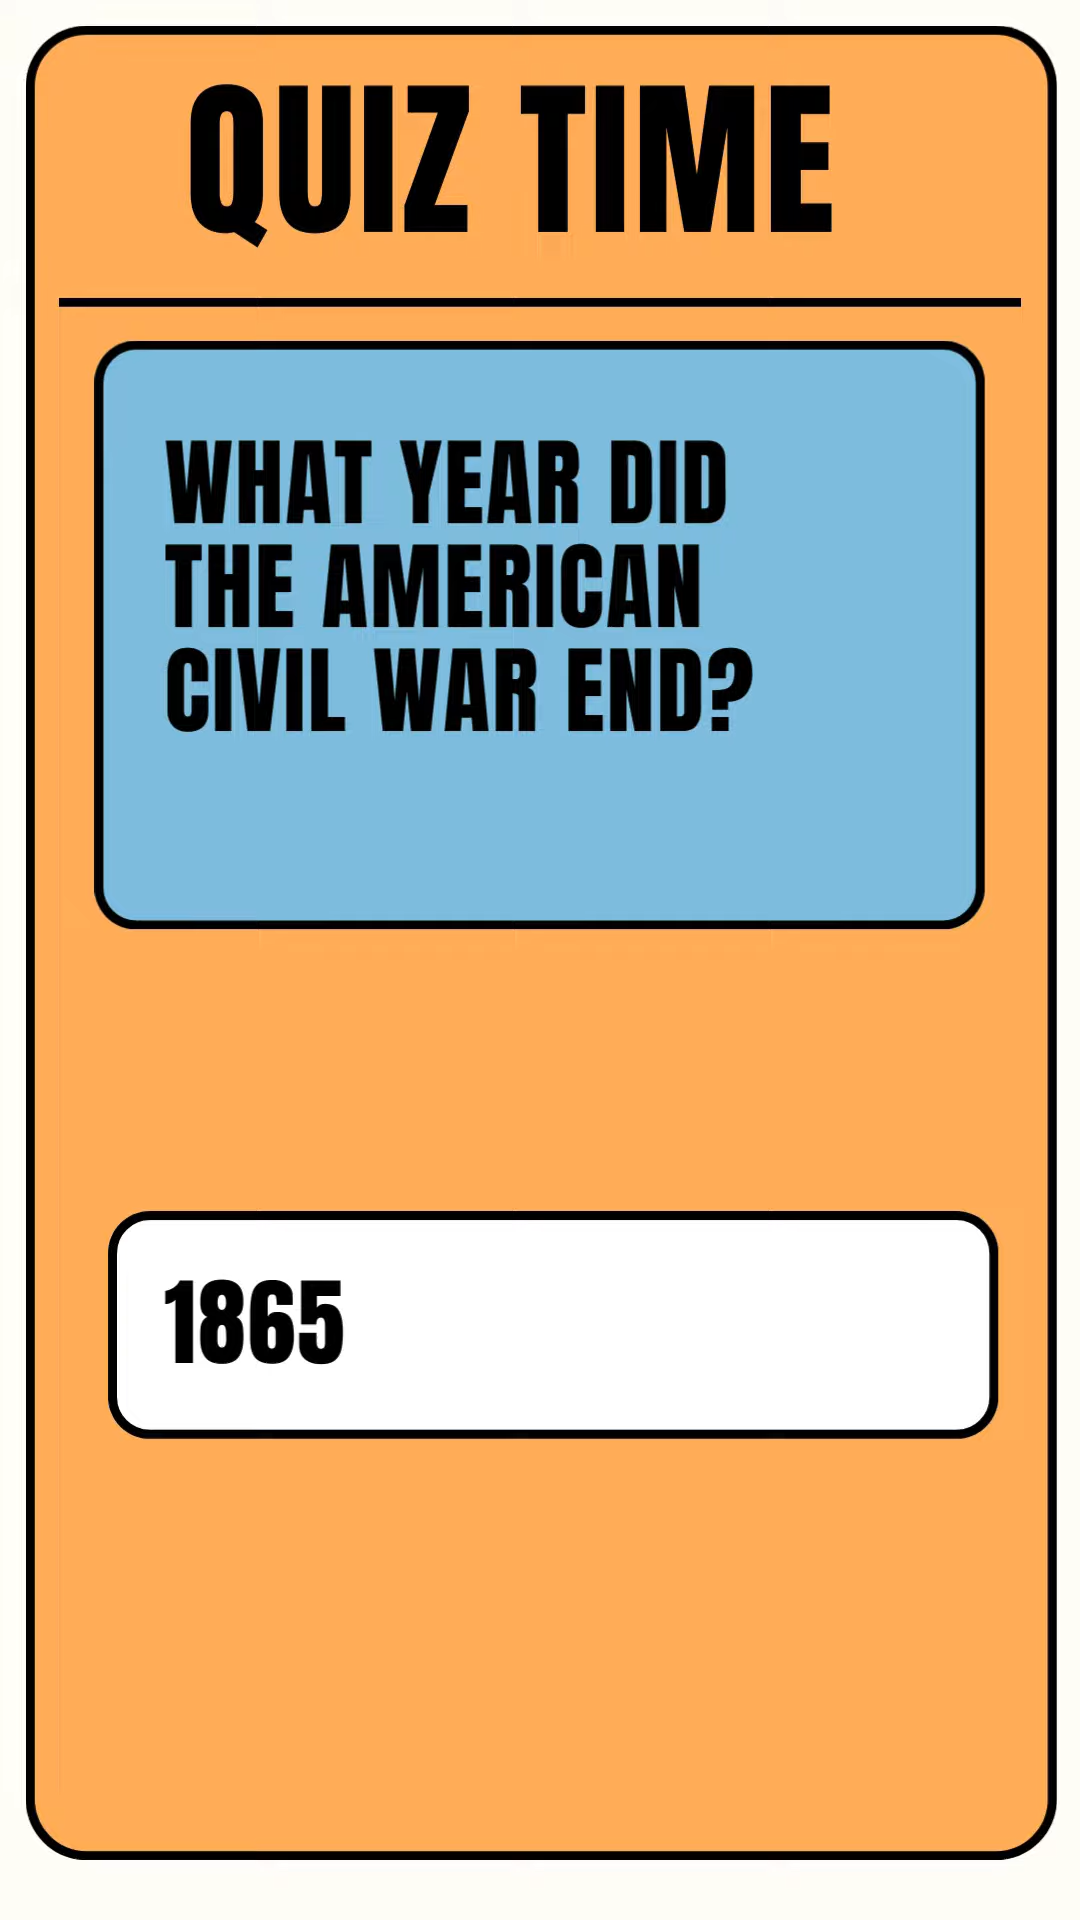 QUIZ TIME
WHAT YEAR DID
THE AMERICAN
CIVIL WAR END?
1865